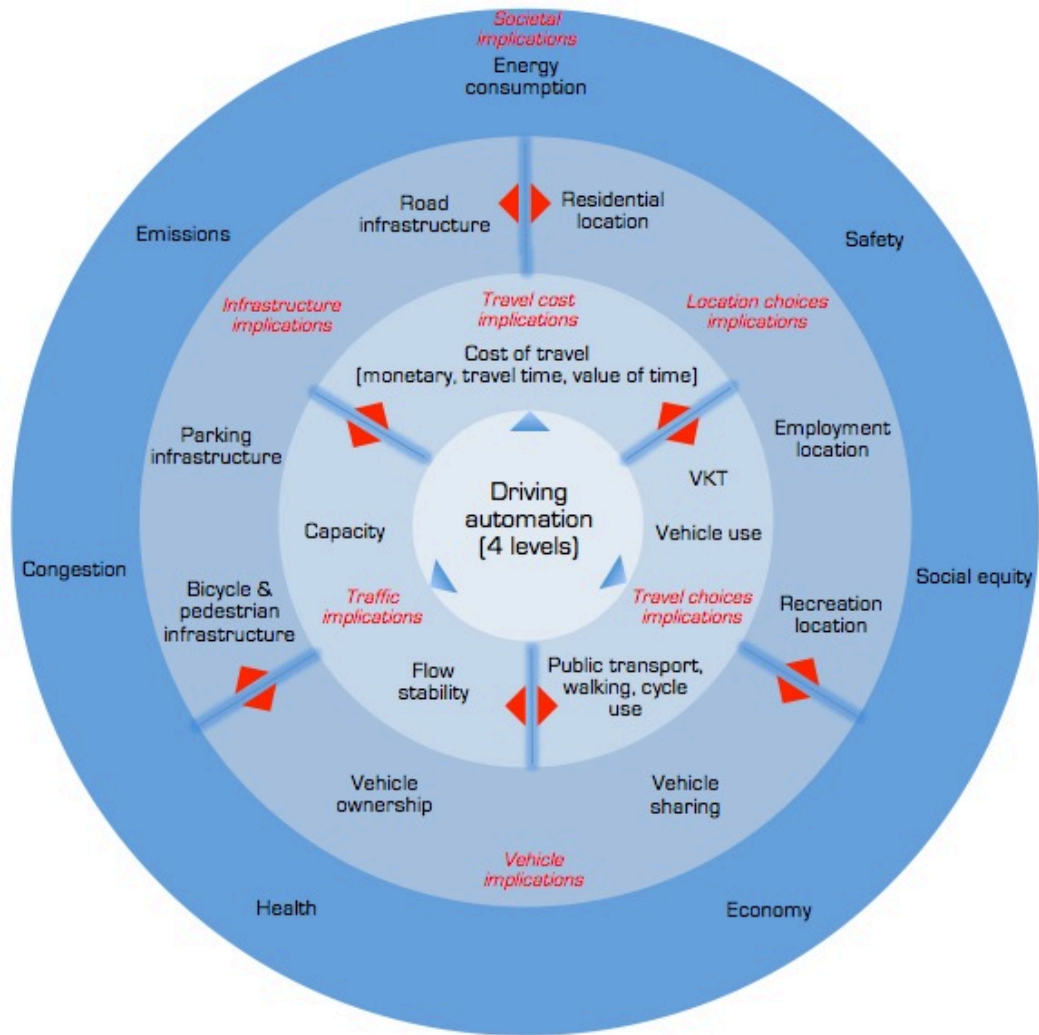 Societal
implications
Energy
consumption
Road
infrastructure
Residential
location
Emissions
Safety
Infrastructure
implications
Travel cost
implications
Location choices
implications
Cost of travel
[monetary, travel time, value of time]
Parking
infrastructure
Employment
location
VKT
Driving
automation
[4 levels]
Capacity
Vehicle use
Congestion
Social equity
Bicycle &
pedestrian
infrastructure
Traffic
implications
Travel choices
implications
Recreation
location
Flow
stability
Public transport,
walking, cycle
use
Vehicle
ownership
Vehicle
sharing
Vehicle
implications
Health
Economy